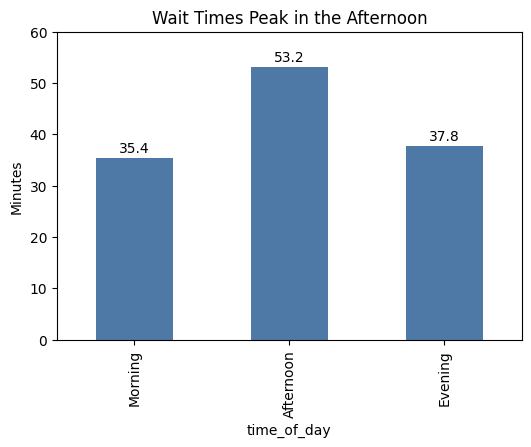 Wait Times Peak in the Afternoon
Minutes
60
50
40
30
20
10
0
35.4
53.2
37.8
Morning
Afternoon
Evening
time_of_day